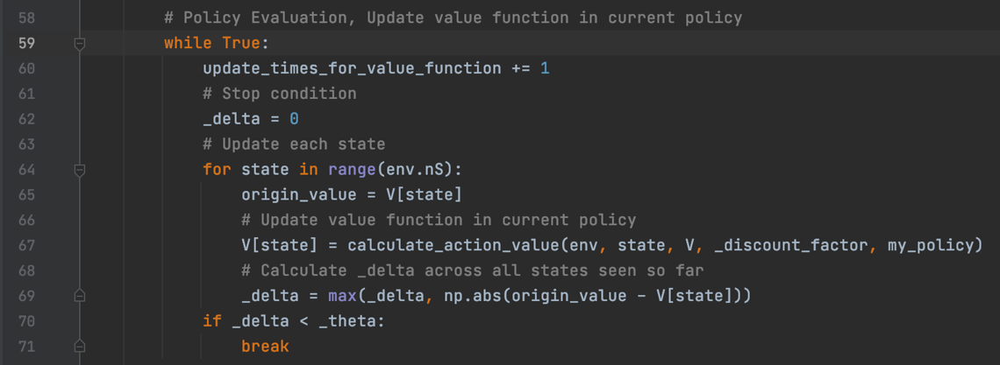 58 # Policy Evaluation, Update value function in current policy
59 while True:
60 update_times_for_value_function += 1
61 # Stop condition
62 _delta = 0
63 # Update each state
64 for state in range(env.nS):
65 origin_value = V[state]
66 # Update value function in current policy
67 V[state] = calculate_action_value(env, state, V, _discount_factor, my_policy)
68 # Calculate _delta across all states seen so far
69 _delta = max(_delta, np.abs(origin_value - V[state]))
70 if _delta < _theta:
71 break